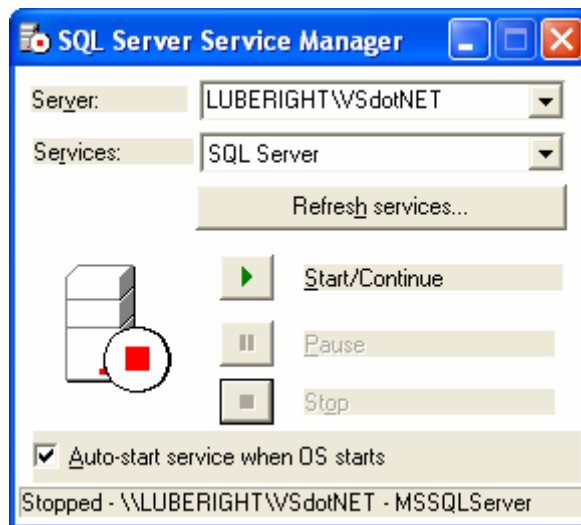 SQL Server Service Manager
Server: LUBERIGHT\VSdotNET
Services: SQL Server
Refresh services...
Start/Continue
Pause
Stop
Auto-start service when OS starts
Stopped - \\LUBERIGHT\VSdotNET - MSSQLServer